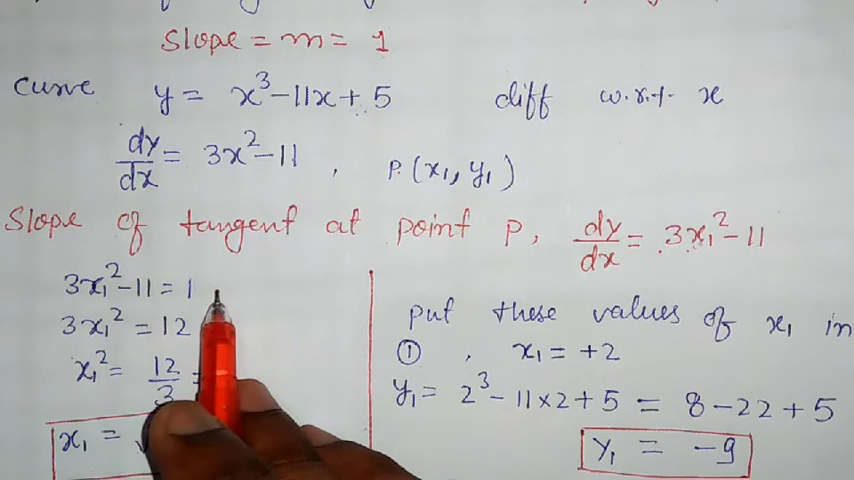 Slope = m = 1
Curve y = x³ - 11x + 5 diff w.r.t x
dy/dx = 3x² - 11 , P(x₁, y₁)
Slope of tangent at point P, dy/dx = 3x₁² - 11
3x₁² - 11 = 1
3x₁² = 12
x₁² = 12/3 =
x₁ =
put these values of x₁ in
① , x₁ = +2
y₁ = 2³ - 11×2 + 5 = 8 - 22 + 5
y₁ = -9